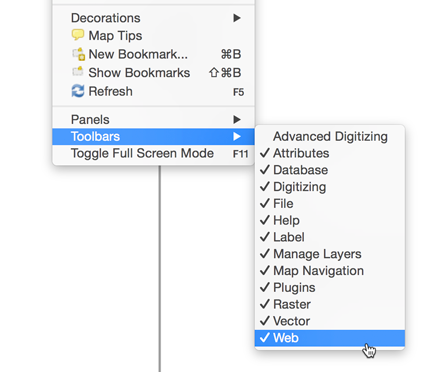 Decorations ▶
Map Tips
New Bookmark... ⌘B
Show Bookmarks ⇧⌘B
Refresh F5
Panels ▶
Toolbars ▶
Toggle Full Screen Mode F11
Advanced Digitizing
✓ Attributes
✓ Database
✓ Digitizing
✓ File
✓ Help
✓ Label
✓ Manage Layers
✓ Map Navigation
✓ Plugins
✓ Raster
✓ Vector
✓ Web